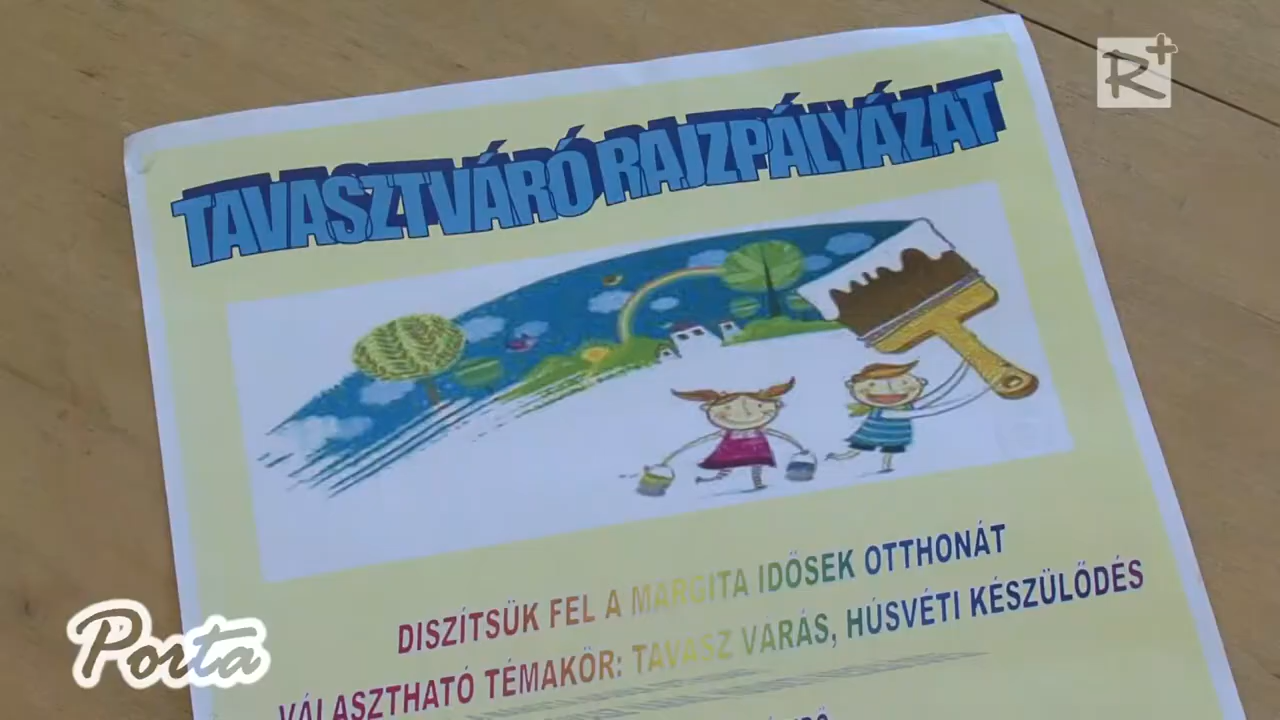 R+
TAVASZTVÁRÓ RAJZPÁLYÁZAT
DISZÍTSÜK FEL A MARGITA IDŐSEK OTTHONÁT
VÁLASZTHATÓ TÉMAKÖR: TAVASZ VARÁS, HÚSVÉTI KÉSZÜLŐDÉS
Porta